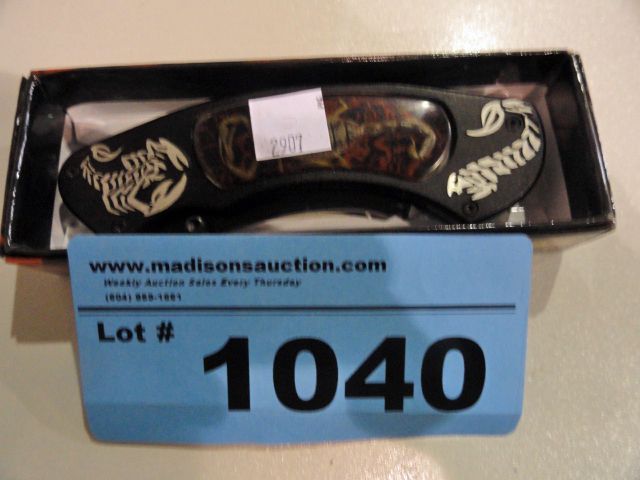 2907
www.madisonsauction.com
Weekly Auction Sales Every Thursday
Lot # 1040